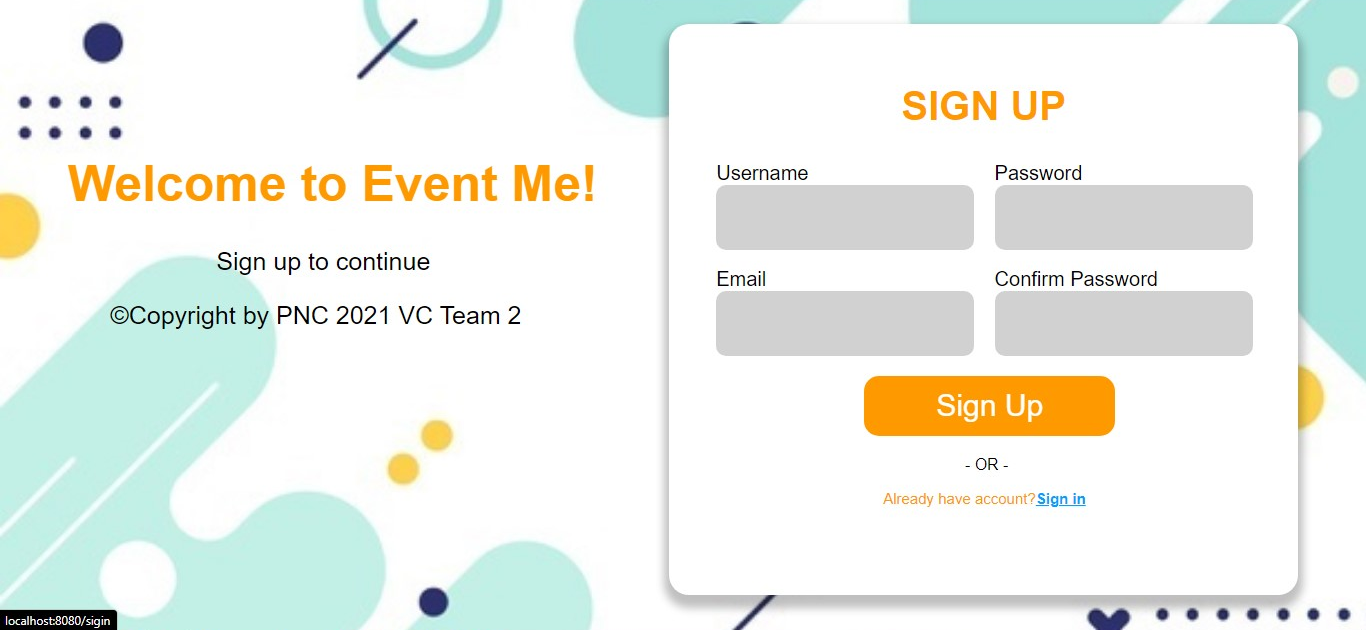 Welcome to Event Me!
Sign up to continue
©Copyright by PNC 2021 VC Team 2
SIGN UP
Username
Password
Email
Confirm Password
Sign Up
- OR -
Already have account?Sign in
localhost:8080/sigin